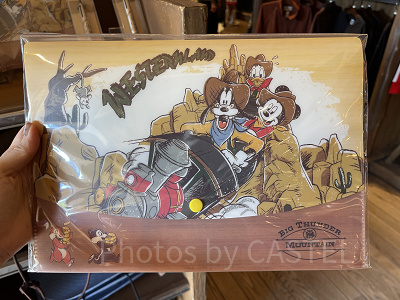 WESTERNLAND
BIG THUNDER
MOUNTAIN
Photos by CASTEL